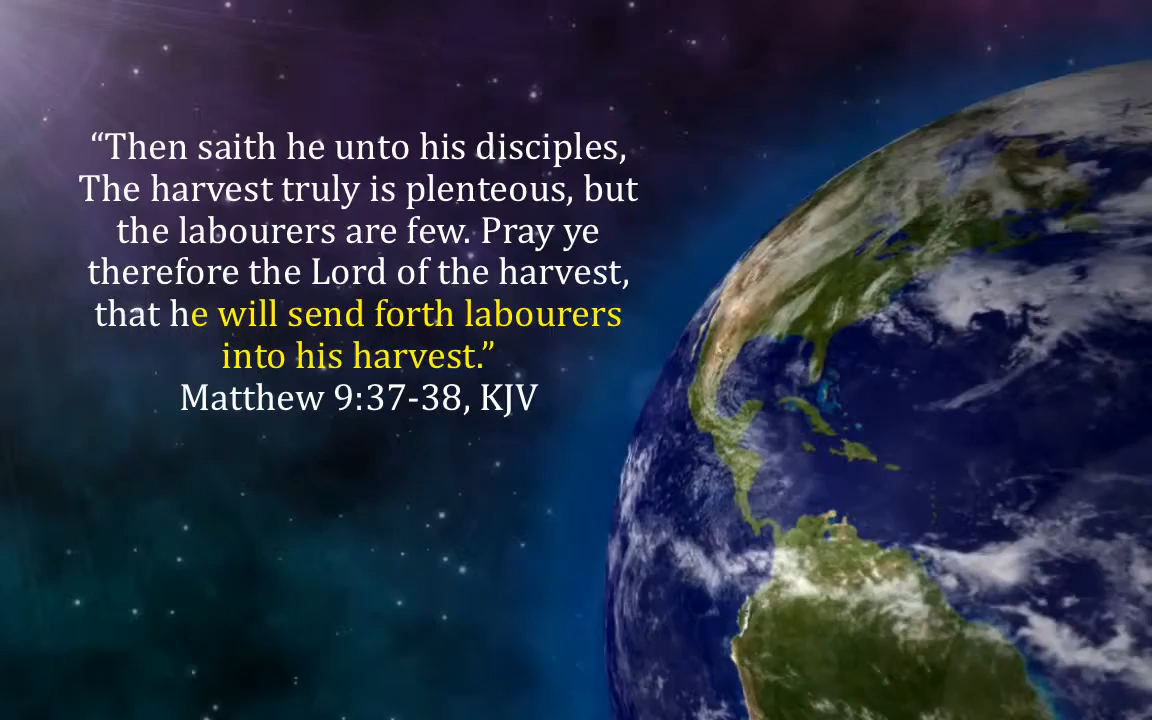 “Then saith he unto his disciples,
The harvest truly is plenteous, but
the labourers are few. Pray ye
therefore the Lord of the harvest,
that he will send forth labourers
into his harvest.”
Matthew 9:37-38, KJV